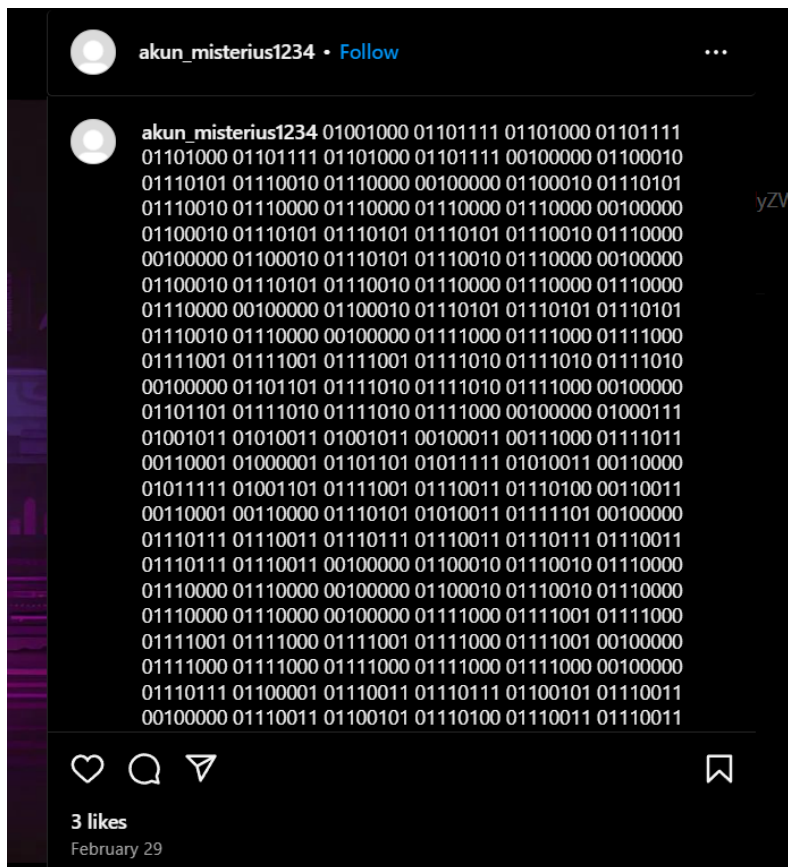 akun_misterius1234 • Follow
akun_misterius1234 01001000 01101111 01101000 01101111
01101000 01101111 01101000 01101111 00100000 01100010
01110101 01110010 01110000 00100000 01100010 01110101
01110010 01110000 01110000 01110000 01110000 00100000
01100010 01110101 01110101 01110101 01110010 01110000
00100000 01100010 01110101 01110010 01110000 00100000
01100010 01110101 01110010 01110000 01110000 01110000
01110000 00100000 01100010 01110101 01110101 01110101
01110010 01110000 00100000 01111000 01111000 01111000
01111001 01111001 01111001 01111010 01111010 01111010
00100000 01101101 01111010 01111010 01111000 00100000
01101101 01111010 01111010 01111000 00100000 01000111
01001011 01010011 01001011 00100011 00111000 01111011
00110001 01000001 01101101 01011111 01010011 00110000
01011111 01001101 01111001 01110011 01110100 00110011
00110001 00110000 01110101 01010011 01111101 00100000
01110111 01110011 01110111 01110011 01110111 01110011
01110111 01110011 00100000 01100010 01110010 01110000
01110000 01110000 00100000 01100010 01110010 01110000
01110000 01110000 00100000 01111000 01111001 01111000
01111001 01111000 01111001 01111000 01111001 00100000
01111000 01111000 01111000 01111000 01111000 00100000
01110111 01100001 01110011 01110111 01100101 01110011
00100000 01110011 01100101 01110100 01110011 01110011
3 likes
February 29